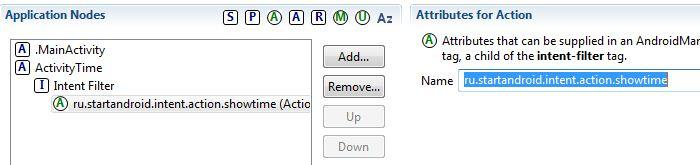 Application Nodes
S P A A R M U Az
A .MainActivity
A ActivityTime
I Intent Filter
A ru.startandroid.intent.action.showtime (Actio
Add...
Remove...
Up
Down
Attributes for Action
A Attributes that can be supplied in an AndroidMar
tag, a child of the intent-filter tag.
Name ru.startandroid.intent.action.showtime